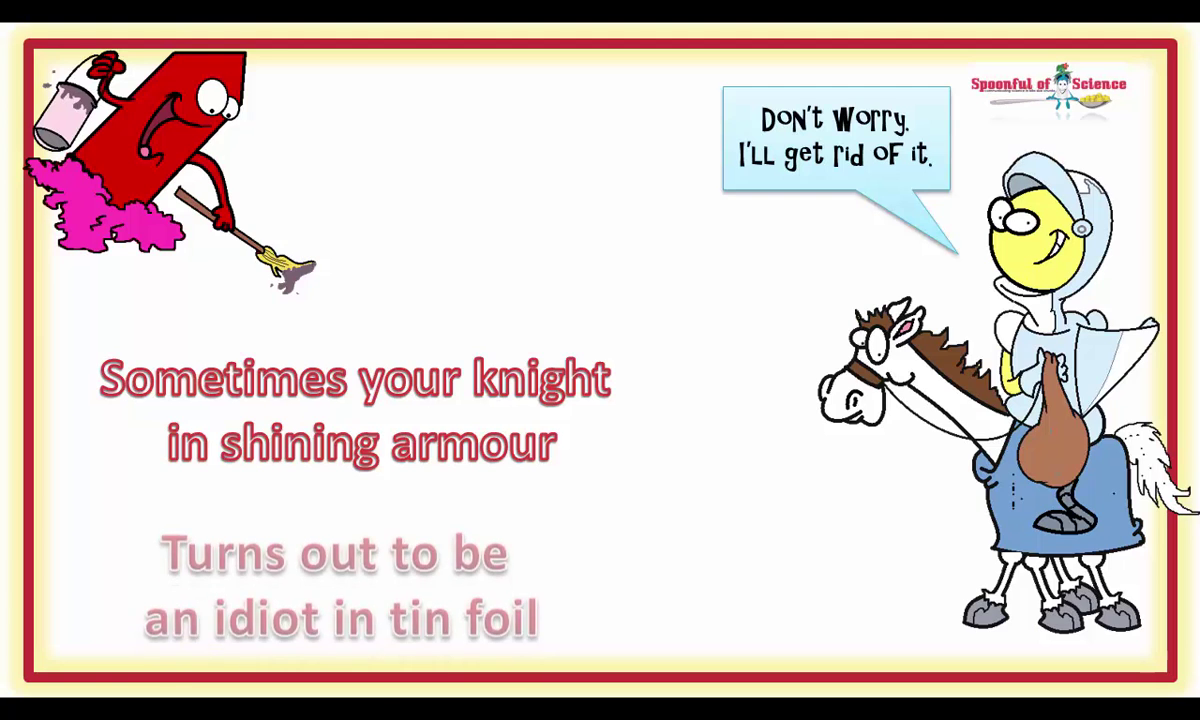 Spoonful of Science
Don't Worry.
I'll get rid of it.
Sometimes your knight
in shining armour
Turns out to be
an idiot in tin foil